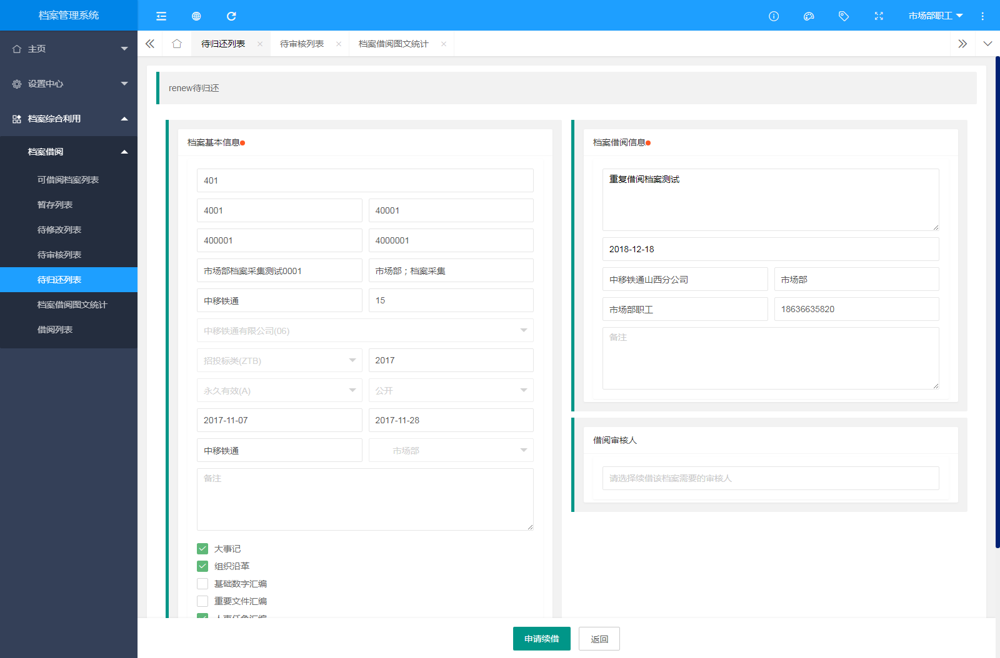 档案管理系统
市场部职工
主页
设置中心
档案综合利用
档案借阅
可借阅档案列表
暂存列表
待修改列表
待审核列表
待归还列表
档案借阅图文统计
借阅列表
待归还列表
待审核列表
档案借阅图文统计
renew待归还
档案基本信息
401
4001
40001
400001
4000001
市场部档案采集测试0001
市场部；档案采集
中移铁通
15
中移铁通有限公司(06)
招投标类(ZTB)
2017
永久有效(A)
公开
2017-11-07
2017-11-28
中移铁通
市场部
备注
大事记
组织沿革
基础数字汇编
重要文件汇编
人事任免汇编
档案借阅信息
重复借阅档案测试
2018-12-18
中移铁通山西分公司
市场部
市场部职工
18636635820
备注
借阅审核人
请选择续借该档案需要的审核人
申请续借
返回